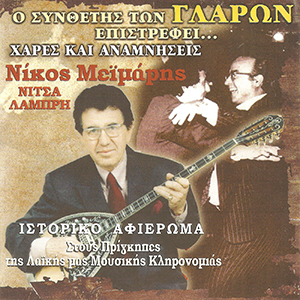 Ο ΣΥΝΘΕΤΗΣ ΤΩΝ ΓΛΑΡΩΝ
ΕΠΙΣΤΡΕΦΕΙ...
ΧΑΡΕΣ ΚΑΙ ΑΝΑΜΝΗΣΕΙΣ
Νίκος Μεϊμάρης
ΝΙΤΣΑ
ΛΑΜΠΡΗ
ΙΣΤΟΡΙΚΟ ΑΦΙΕΡΩΜΑ
Στους Πρίγκηπες
της Λαϊκής μας Μουσικής Κληρονομιάς